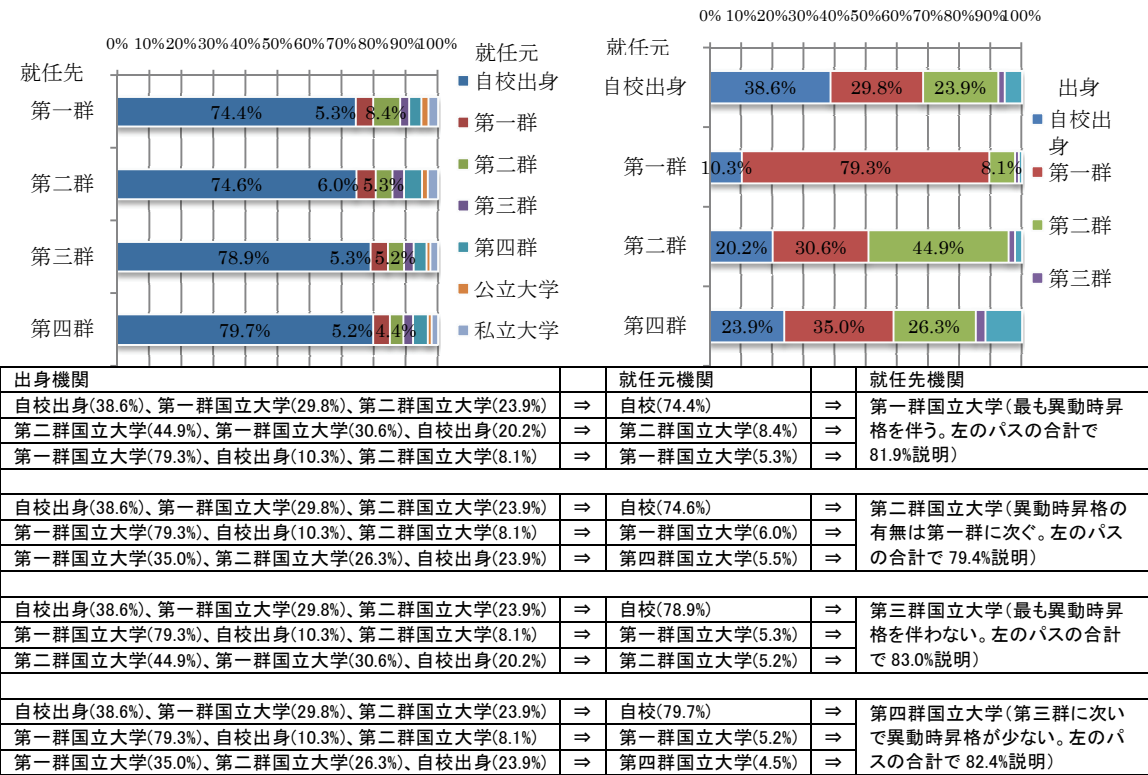 0% 10%20%30%40%50%60%70%80%90%100%
就任先
就任元
第一群 74.4% 5.3% 8.4%
第二群 74.6% 6.0% 5.3%
第三群 78.9% 5.3% 5.2%
第四群 79.7% 5.2% 4.4%
自校出身
第一群
第二群
第三群
第四群
公立大学
私立大学
0% 10%20%30%40%50%60%70%80%90%100%
就任元
自校出身 38.6% 29.8% 23.9%
第一群 10.3% 79.3% 8.1%
第二群 20.2% 30.6% 44.9%
第四群 23.9% 35.0% 26.3%
出身
自校出
身
第一群
第二群
第三群
出身機関 就任元機関 就任先機関
自校出身(38.6%)、第一群国立大学(29.8%)、第二群国立大学(23.9%) ⇒ 自校(74.4%) ⇒ 第一群国立大学(最も異動時昇
第二群国立大学(44.9%)、第一群国立大学(30.6%)、自校出身(20.2%) ⇒ 第二群国立大学(8.4%) ⇒ 格を伴う。左のパスの合計で
第一群国立大学(79.3%)、自校出身(10.3%)、第二群国立大学(8.1%) ⇒ 第一群国立大学(5.3%) ⇒ 81.9%説明)
自校出身(38.6%)、第一群国立大学(29.8%)、第二群国立大学(23.9%) ⇒ 自校(74.6%) ⇒ 第二群国立大学(異動時昇格の
第一群国立大学(79.3%)、自校出身(10.3%)、第二群国立大学(8.1%) ⇒ 第一群国立大学(6.0%) ⇒ 有無は第一群に次ぐ。左のパス
第一群国立大学(35.0%)、第二群国立大学(26.3%)、自校出身(23.9%) ⇒ 第四群国立大学(5.5%) ⇒ の合計で 79.4%説明)
自校出身(38.6%)、第一群国立大学(29.8%)、第二群国立大学(23.9%) ⇒ 自校(78.9%) ⇒ 第三群国立大学(最も異動時昇
第一群国立大学(79.3%)、自校出身(10.3%)、第二群国立大学(8.1%) ⇒ 第一群国立大学(5.3%) ⇒ 格を伴わない。左のパスの合計
第二群国立大学(44.9%)、第一群国立大学(30.6%)、自校出身(20.2%) ⇒ 第二群国立大学(5.2%) ⇒ で 83.0%説明)
自校出身(38.6%)、第一群国立大学(29.8%)、第二群国立大学(23.9%) ⇒ 自校(79.7%) ⇒ 第四群国立大学(第三群に次い
第一群国立大学(79.3%)、自校出身(10.3%)、第二群国立大学(8.1%) ⇒ 第一群国立大学(5.2%) ⇒ で異動時昇格が少ない。左のパ
第一群国立大学(35.0%)、第二群国立大学(26.3%)、自校出身(23.9%) ⇒ 第四群国立大学(4.5%) ⇒ スの合計で 82.4%説明)